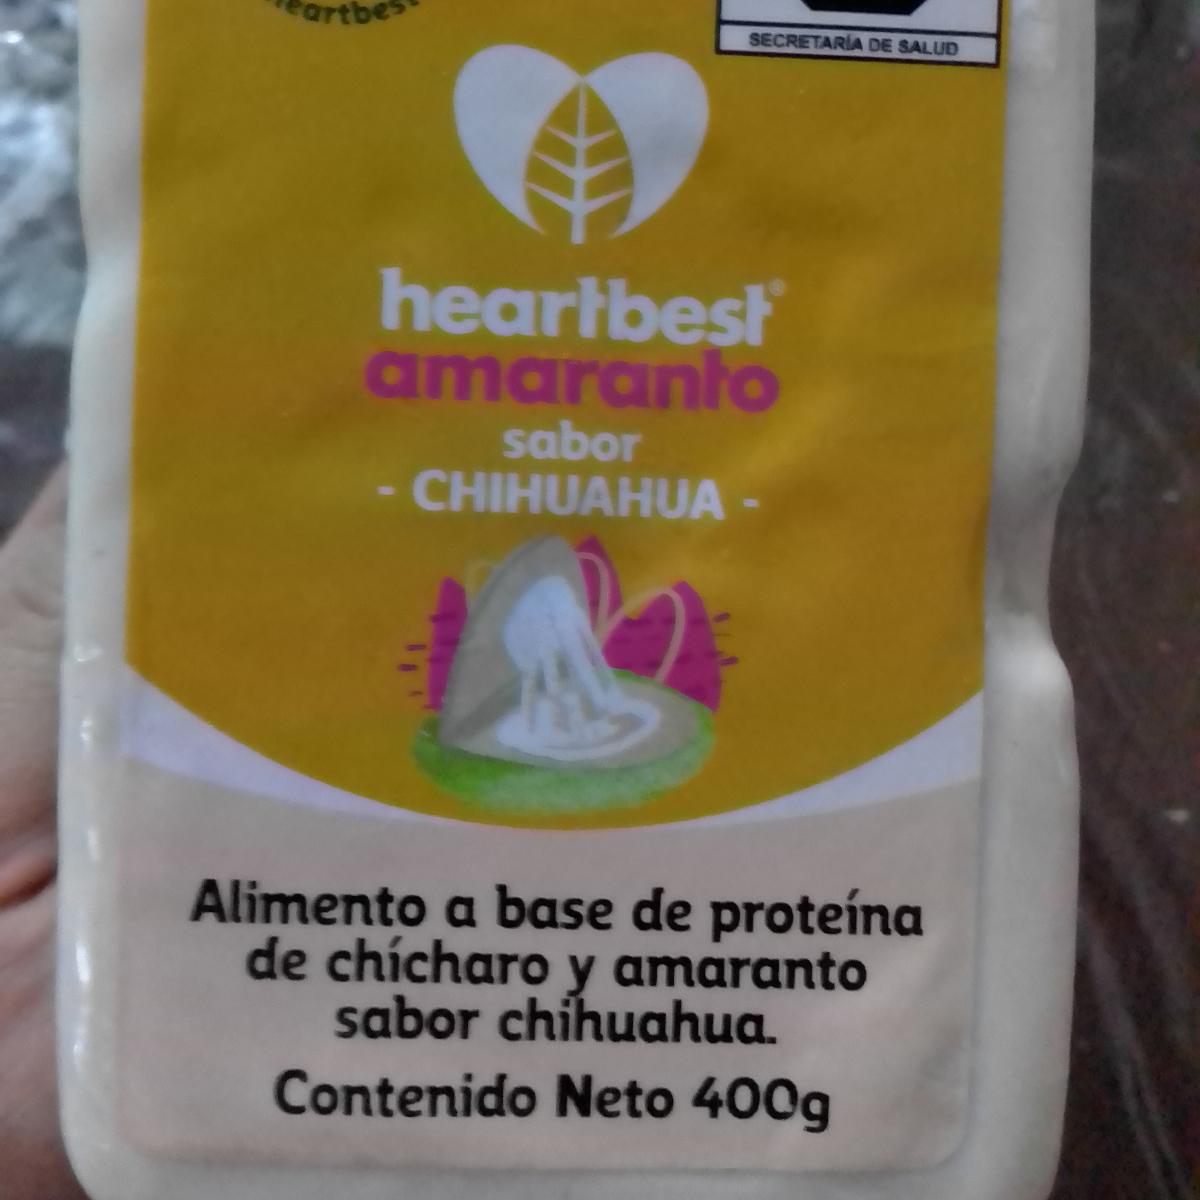 heartbest
SECRETARÍA DE SALUD
heartbest®
amaranto
sabor
- CHIHUAHUA -
Alimento a base de proteína
de chícharo y amaranto
sabor chihuahua.
Contenido Neto 400g